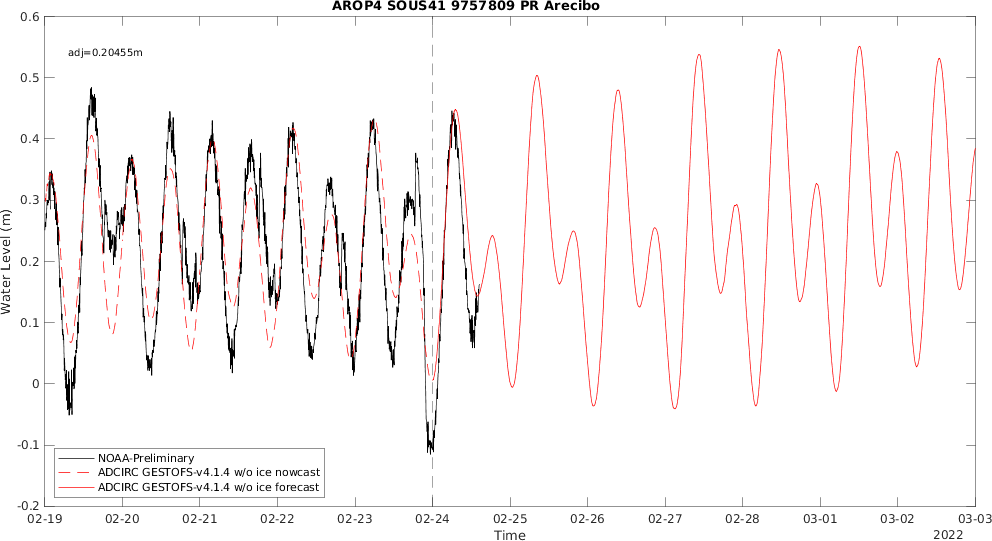 AROP4 SOUS41 9757809 PR Arecibo
adj=0.20455m
0.6
0.5
0.4
0.3
0.2
0.1
0
-0.1
-0.2
Water Level (m)
NOAA-Preliminary
ADCIRC GESTOFS-v4.1.4 w/o ice nowcast
ADCIRC GESTOFS-v4.1.4 w/o ice forecast
02-19 02-20 02-21 02-22 02-23 02-24 02-25 02-26 02-27 02-28 03-01 03-02 03-03
Time
2022